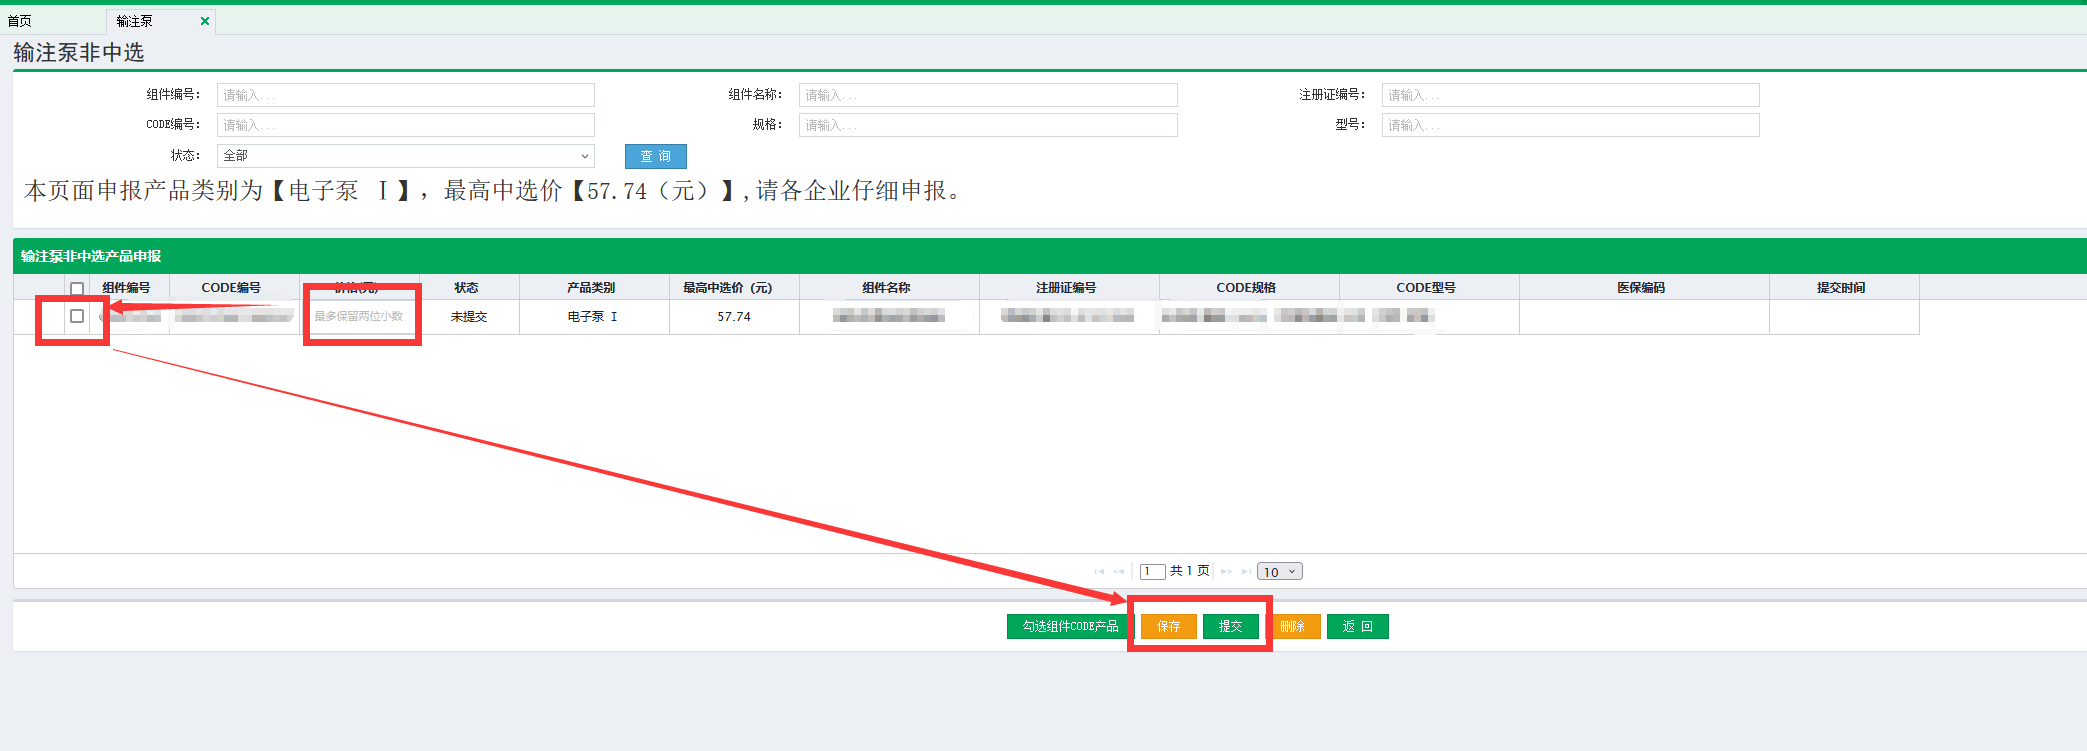 首页
输注泵
输注泵非中选
组件编号： 请输入... 组件名称： 请输入... 注册证编号： 请输入...
CODE编号： 请输入... 规格： 请输入... 型号： 请输入...
状态： 全部 查 询
本页面申报产品类别为【电子泵 Ⅰ】，最高中选价【57.74（元）】,请各企业仔细申报。
输注泵非中选产品申报
组件编号 CODE编号 价格(元) 状态 产品类别 最高中选价（元） 组件名称 注册证编号 CODE规格 CODE型号 医保编码 提交时间
最多保留两位小数 未提交 电子泵 Ⅰ 57.74
1 共 1 页 10
勾选组件CODE产品 保存 提交 删除 返 回